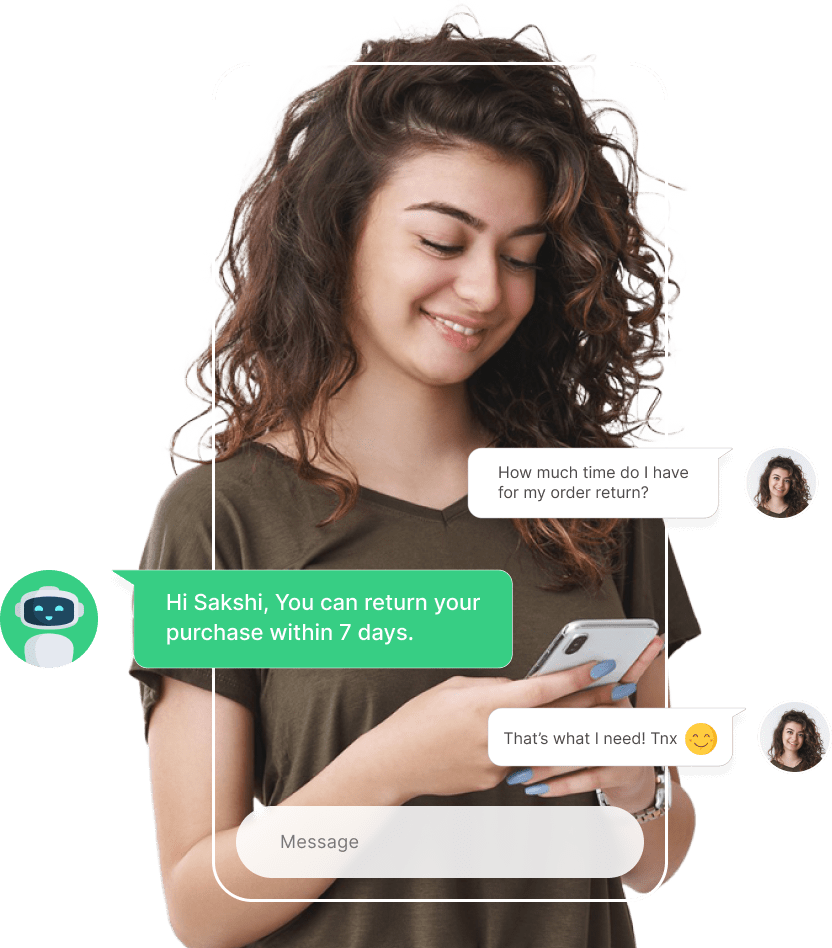 How much time do I have
for my order return?
Hi Sakshi, You can return your
purchase within 7 days.
That’s what I need! Tnx 😊
Message